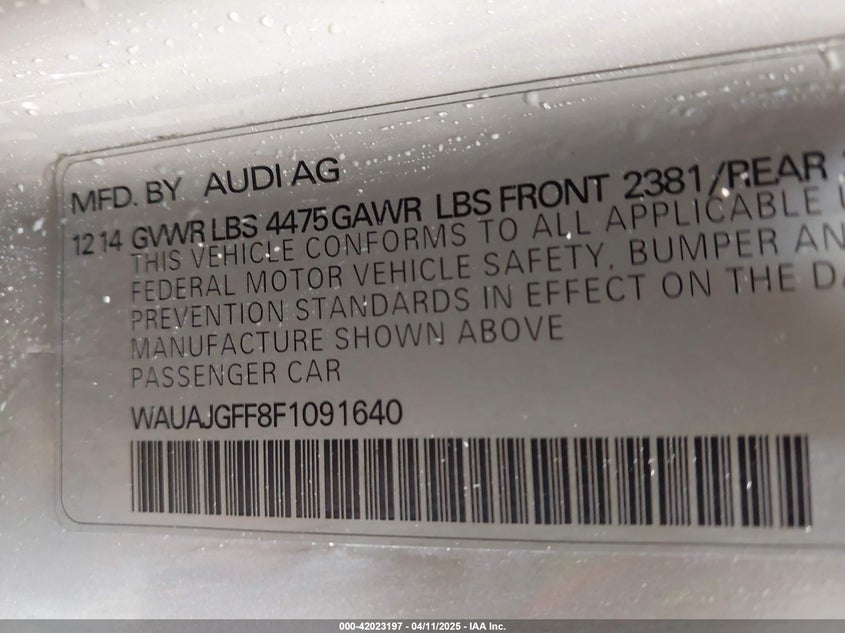 MFD. BY AUDI AG
12 14 GVWR LBS 4475 GAWR LBS FRONT 2381/REAR
THIS VEHICLE CONFORMS TO ALL APPLICABLE
FEDERAL MOTOR VEHICLE SAFETY, BUMPER
PREVENTION STANDARDS IN EFFECT ON THE
MANUFACTURE SHOWN ABOVE
PASSENGER CAR
WAUAJGFF8F1091640
000-42023197 - 04/11/2025 - IAA Inc.